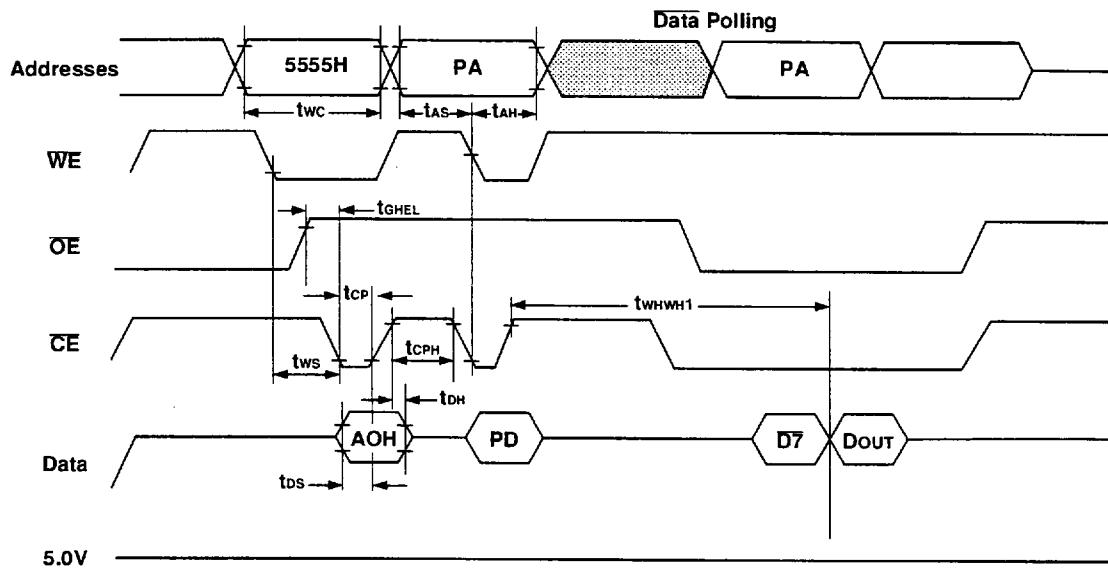 Data Polling
Addresses 5555H PA PA
tWC tAS tAH
WE
tGHEL
OE
tCP tWHWH1
CE
tWS tCPH
tDH
AOH PD D7 DOUT
Data
tDS
5.0V